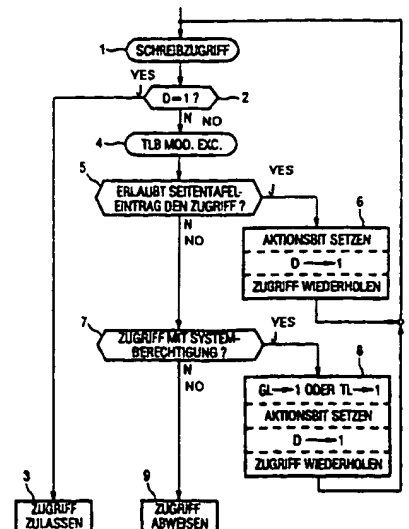 1
SCHREIBZUGRIFF
YES
D=1 ?
2
N
NO
4
TLB MOD. EXC.
5
YES
ERLAUBT SEITENTAFEL-
EINTRAG DEN ZUGRIFF ?
N
NO
6
AKTIONSBIT SETZEN
D → 1
ZUGRIFF WIEDERHOLEN
7
YES
ZUGRIFF MIT SYSTEM-
BERECHTIGUNG ?
N
NO
8
GL→1 ODER TL→1
AKTIONSBIT SETZEN
D → 1
ZUGRIFF WIEDERHOLEN
3
ZUGRIFF
ZULASSEN
9
ZUGRIFF
ABWEISEN